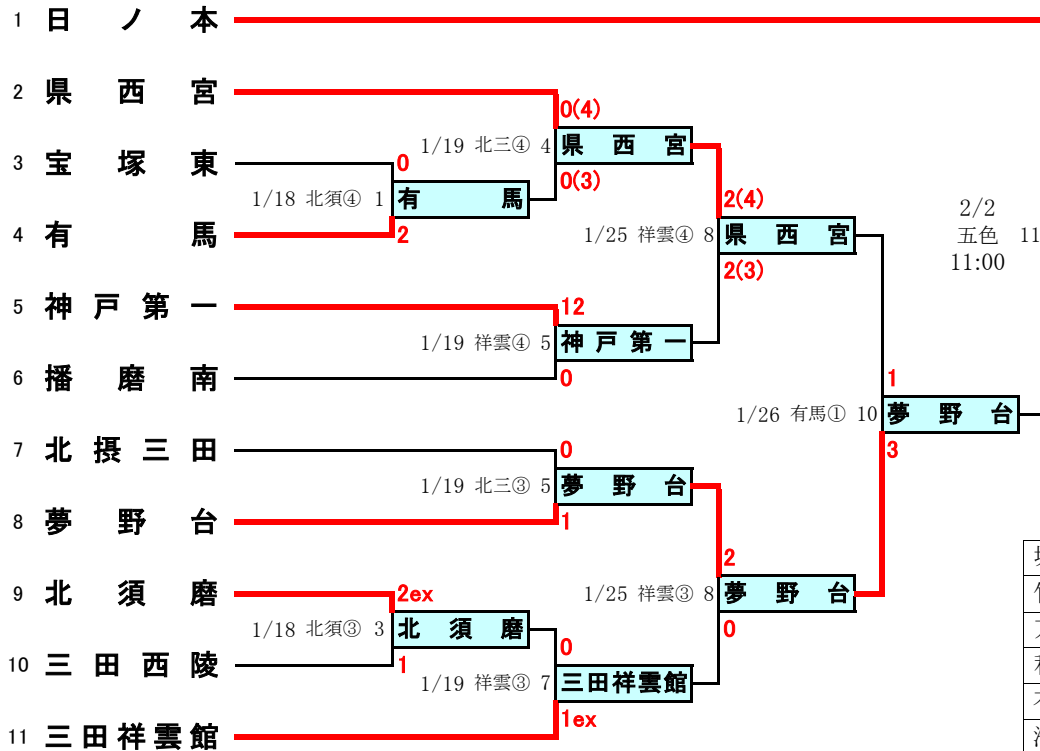 1 日ノ本
2 県西宮
0(4)
1/19 北三④ 4 県西宮
3 宝塚東
0
0(3)
1/18 北須④ 1 有馬
2(4)
2/2
4 有馬
2
1/25 祥雲④ 8 県西宮
五色 11
11:00
2(3)
5 神戸第一
12
1/19 祥雲④ 5 神戸第一
6 播磨南
0
1
1/26 有馬① 10 夢野台
7 北摂三田
0
3
1/19 北三③ 5 夢野台
8 夢野台
1
2
9 北須磨
2ex
1/25 祥雲③ 8 夢野台
1/18 北須③ 3 北須磨
0
0
10 三田西陵
1
1/19 祥雲③ 7 三田祥雲館
1ex
11 三田祥雲館